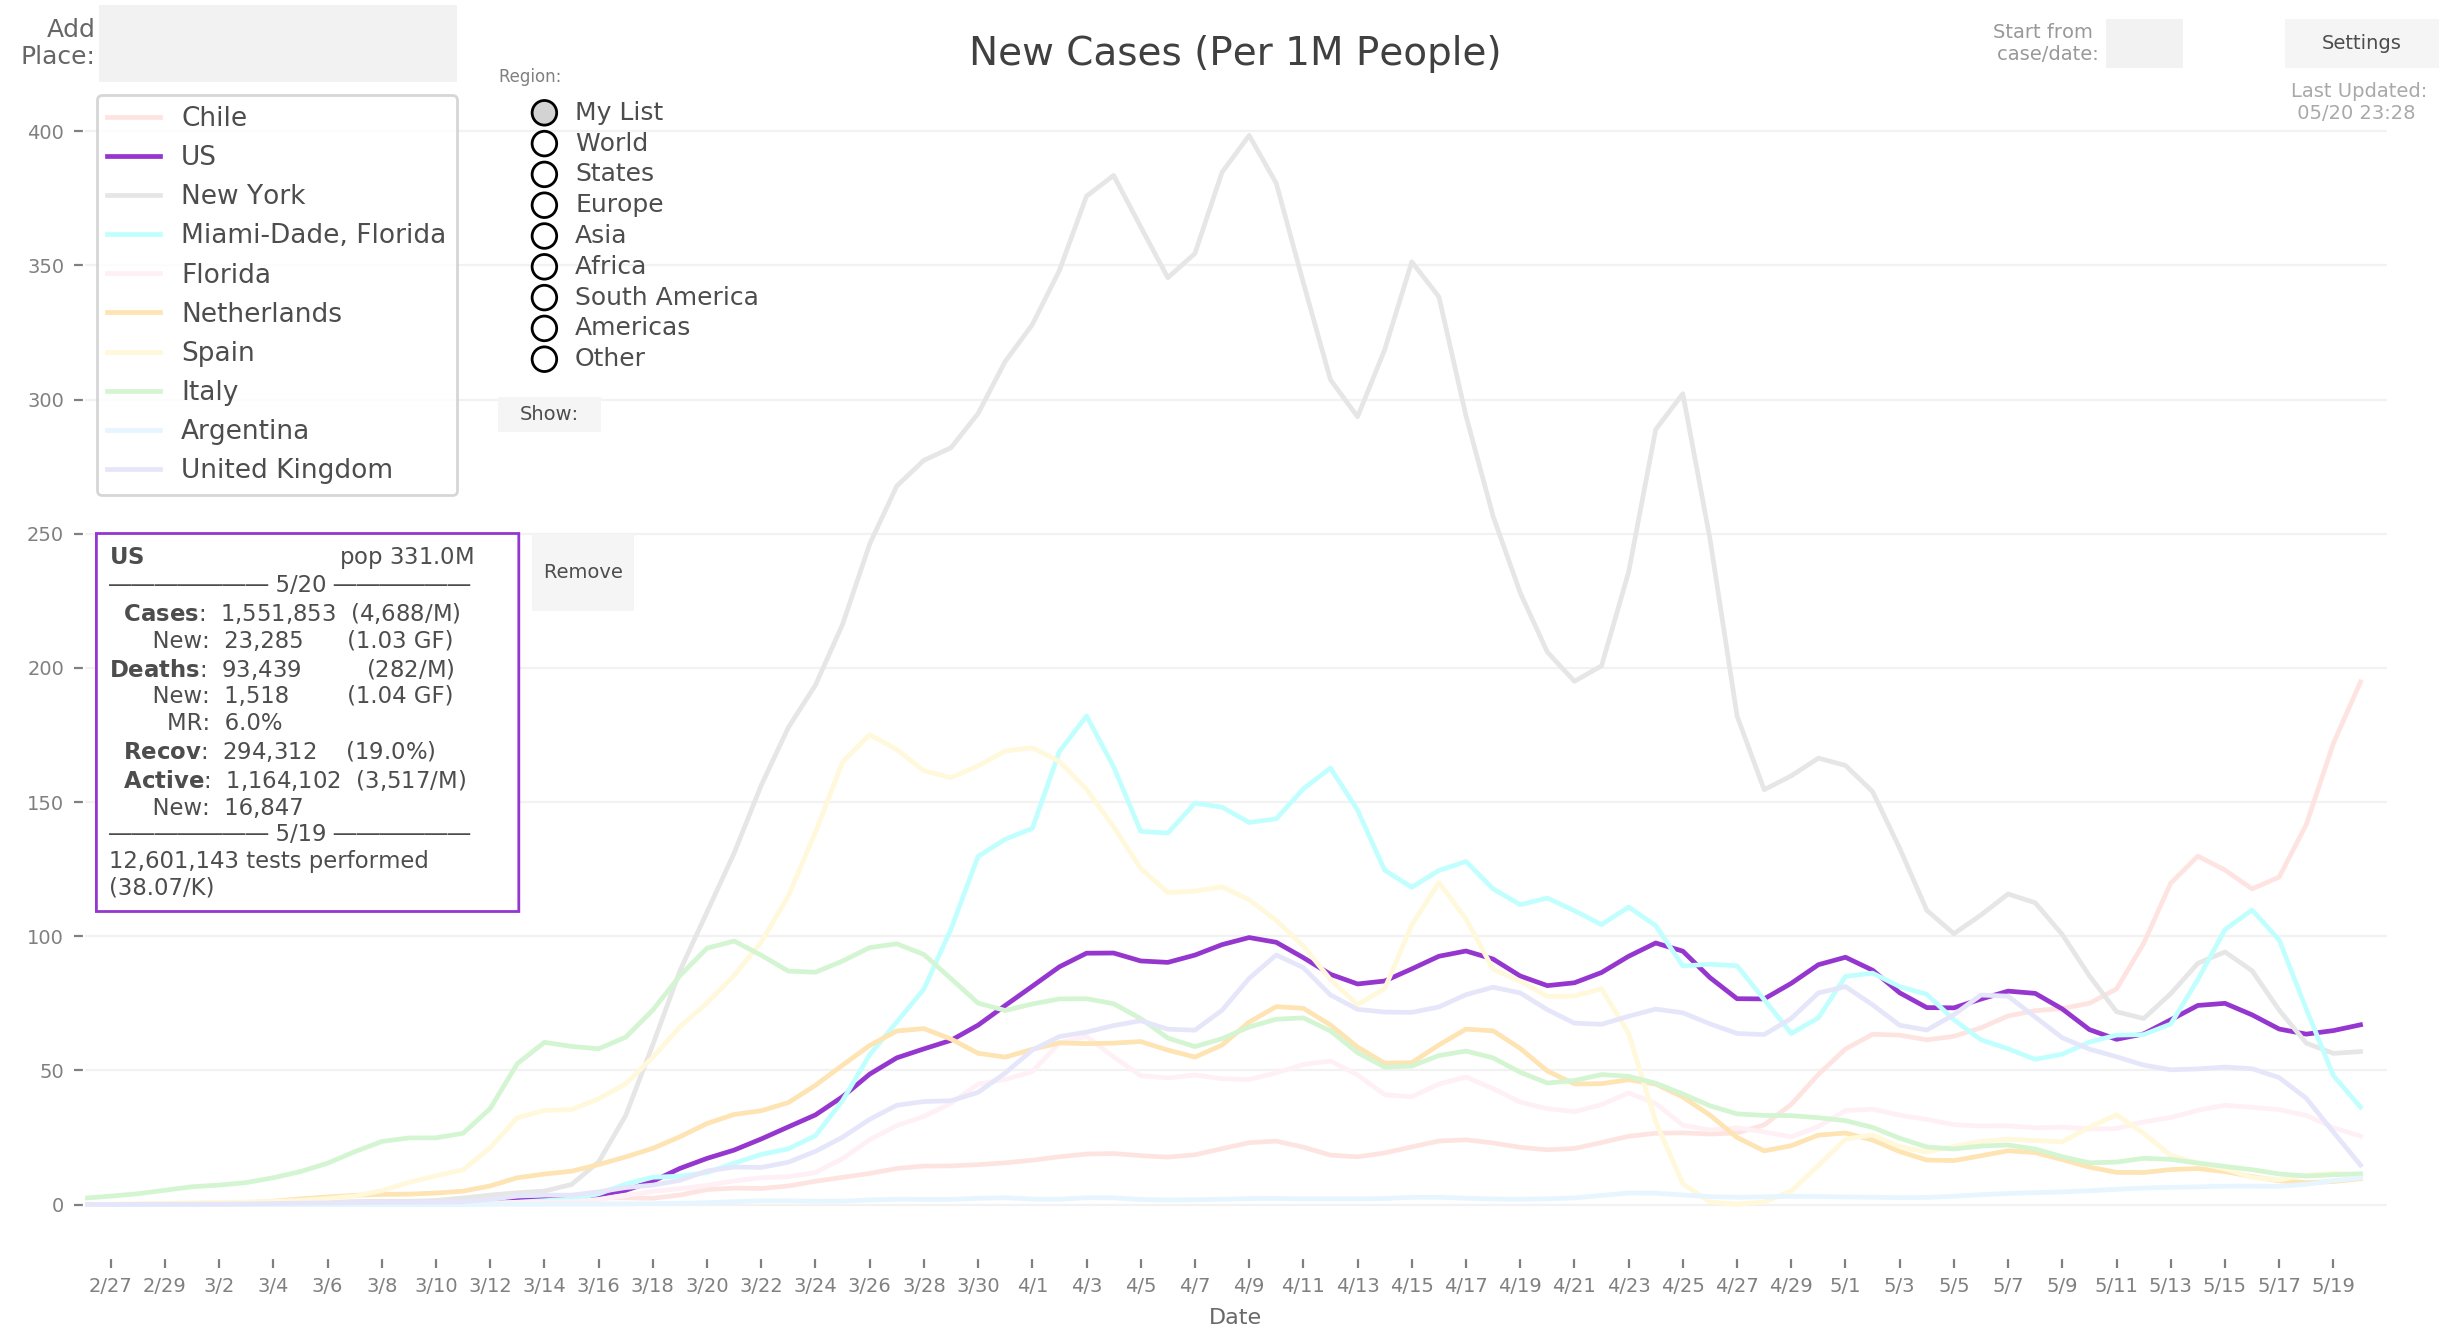 Add
Place:
New Cases (Per 1M People)
Start from
case/date:
Settings
Last Updated:
05/20 23:28
Region:
My List
World
States
Europe
Asia
Africa
South America
Americas
Other
Show:
Chile
US
New York
Miami-Dade, Florida
Florida
Netherlands
Spain
Italy
Argentina
United Kingdom
US pop 331.0M
5/20
Cases: 1,551,853 (4,688/M)
New: 23,285 (1.03 GF)
Deaths: 93,439 (282/M)
New: 1,518 (1.04 GF)
MR: 6.0%
Recov: 294,312 (19.0%)
Active: 1,164,102 (3,517/M)
New: 16,847
5/19
12,601,143 tests performed
(38.07/K)
Remove
400
350
300
250
200
150
100
50
0
2/27 2/29 3/2 3/4 3/6 3/8 3/10 3/12 3/14 3/16 3/18 3/20 3/22 3/24 3/26 3/28 3/30 4/1 4/3 4/5 4/7 4/9 4/11 4/13 4/15 4/17 4/19 4/21 4/23 4/25 4/27 4/29 5/1 5/3 5/5 5/7 5/9 5/11 5/13 5/15 5/17 5/19
Date